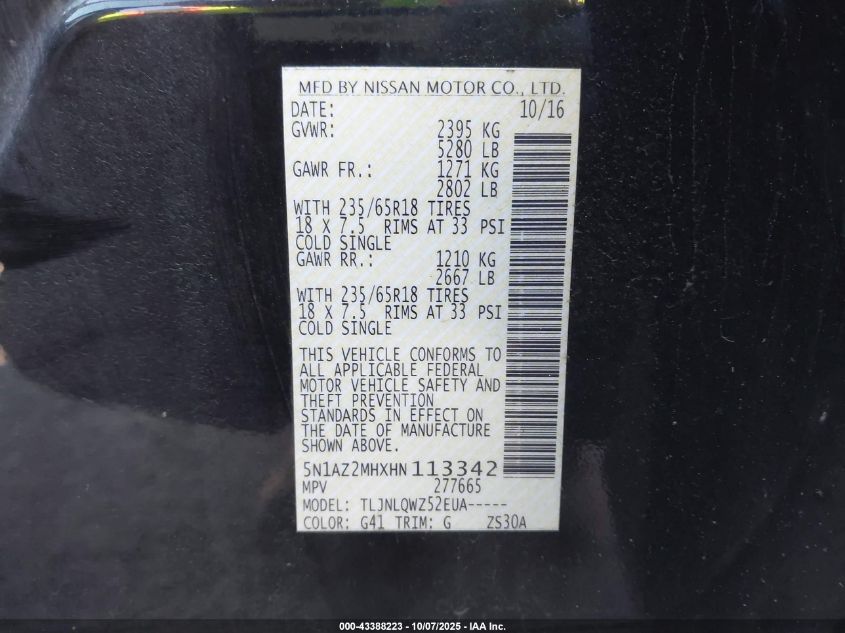 MFD BY NISSAN MOTOR CO., LTD.
DATE: 10/16
GVWR: 2395 KG
5280 LB
GAWR FR.: 1271 KG
2802 LB
WITH 235/65R18 TIRES
18 X 7.5 RIMS AT 33 PSI
COLD SINGLE
GAWR RR.: 1210 KG
2667 LB
WITH 235/65R18 TIRES
18 X 7.5 RIMS AT 33 PSI
COLD SINGLE
THIS VEHICLE CONFORMS TO
ALL APPLICABLE FEDERAL
MOTOR VEHICLE SAFETY AND
THEFT PREVENTION
STANDARDS IN EFFECT ON
THE DATE OF MANUFACTURE
SHOWN ABOVE.
5N1AZ2MHXHN113342
MPV 277665
MODEL: TLJNLQWZ52EUA-----
COLOR: G41 TRIM: G ZS30A
000-43388223 - 10/07/2025 - IAA Inc.